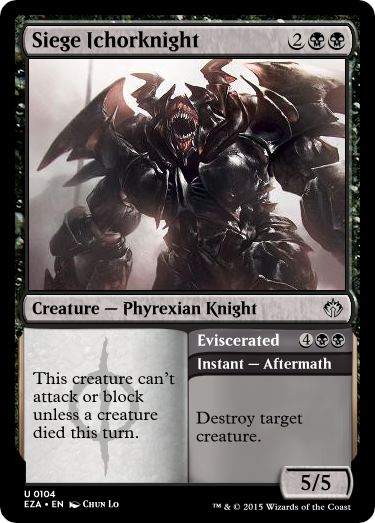 Siege Ichorknight 2
Creature — Phyrexian Knight
This creature can't
attack or block
unless a creature
died this turn.
Eviscerated 4
Instant — Aftermath
Destroy target
creature.
5/5
U 0104
EZA • EN Chun Lo
™ & © 2015 Wizards of the Coast